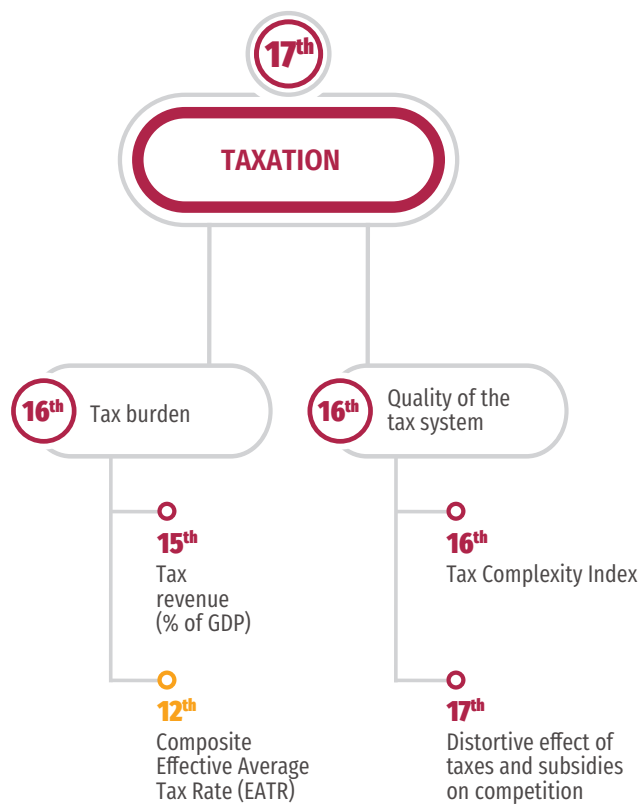 17th
TAXATION
16th
Tax burden
15th
Tax
revenue
(% of GDP)
12th
Composite
Effective Average
Tax Rate (EATR)
16th
Quality of the
tax system
16th
Tax Complexity Index
17th
Distortive effect of
taxes and subsidies
on competition